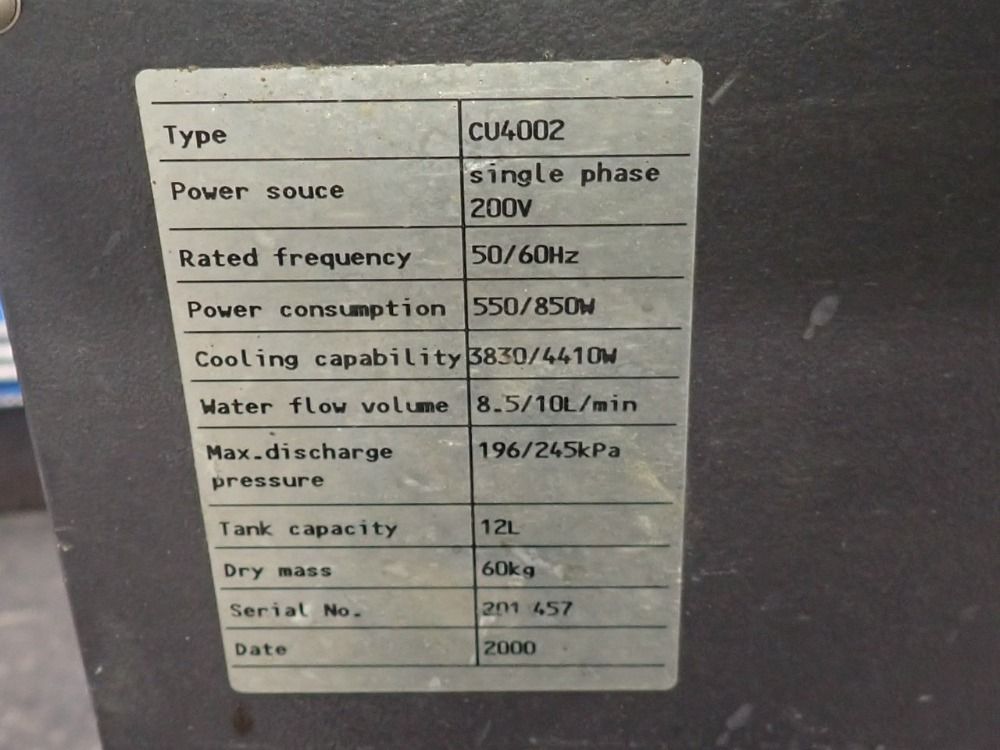 Type CU4002
Power souce single phase
200V
Rated frequency 50/60Hz
Power consumption 550/850W
Cooling capability 3830/4410W
Water flow volume 8.5/10L/min
Max.discharge 196/245kPa
pressure
Tank capacity 12L
Dry mass 60kg
Serial No. 201 457
Date 2000